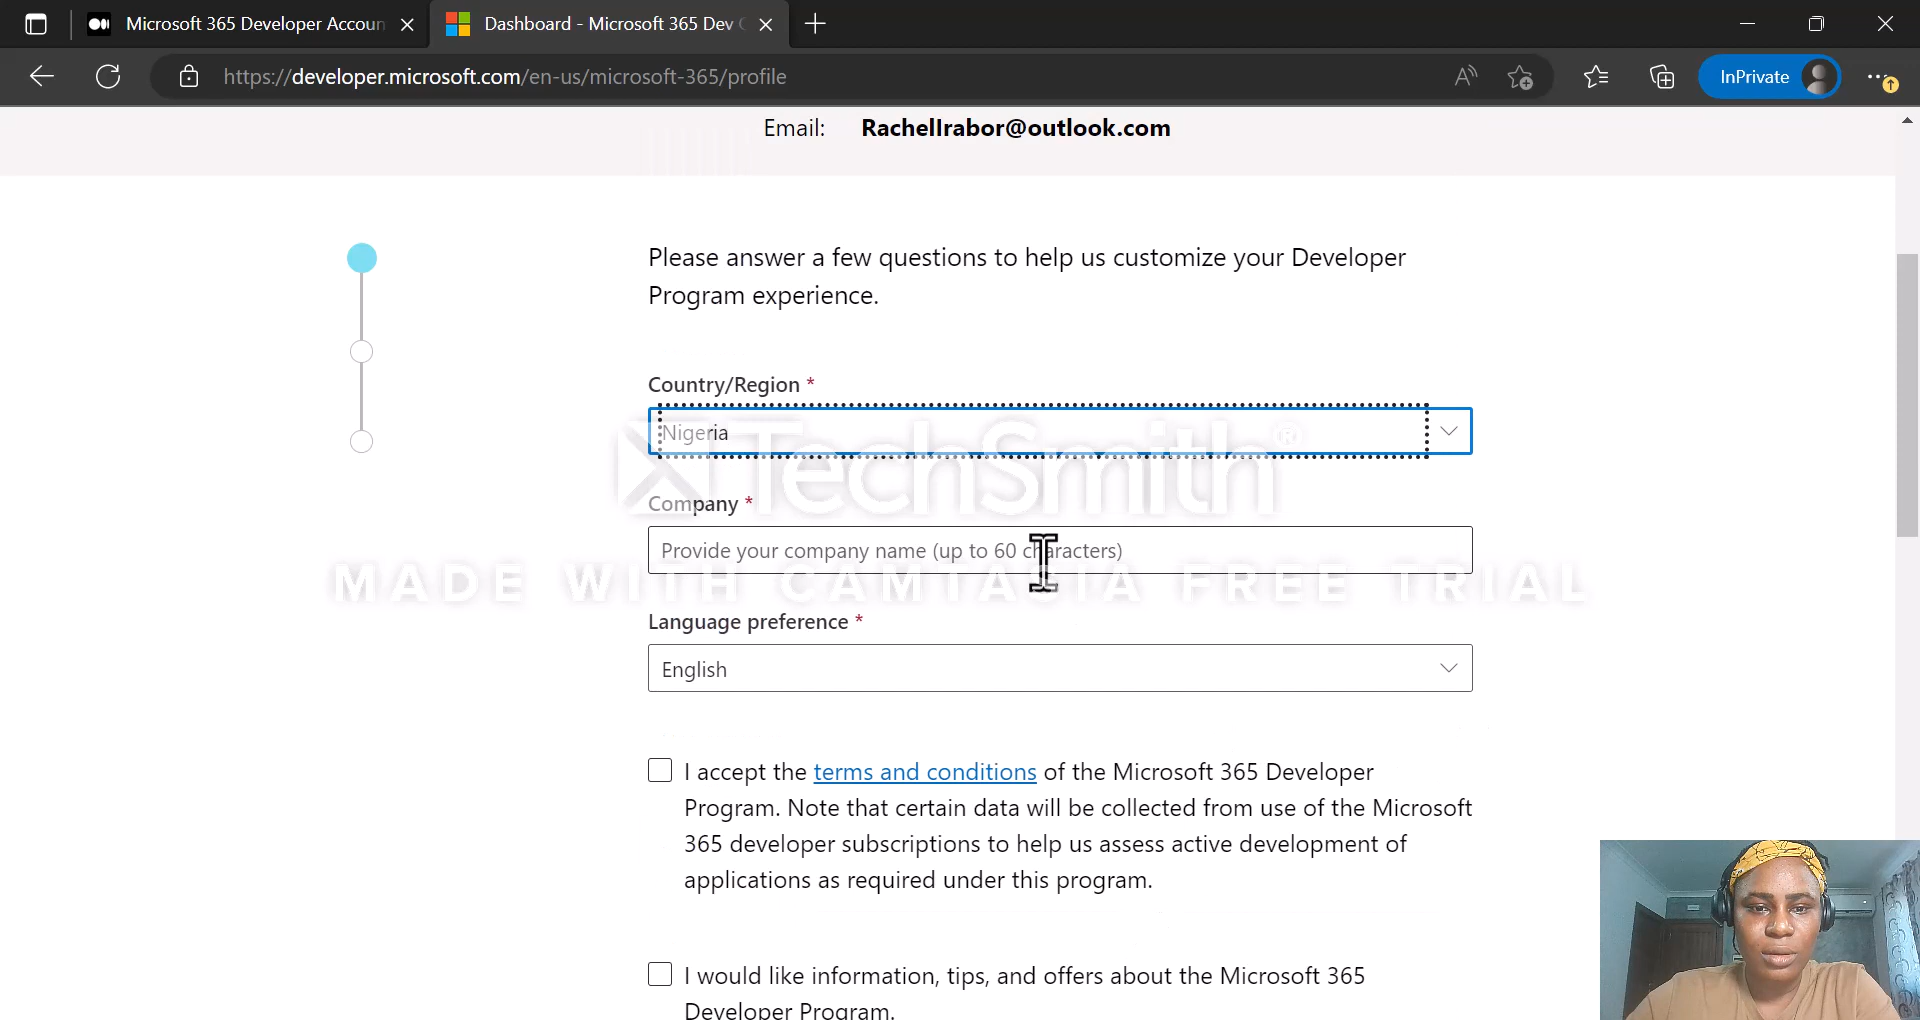 Microsoft 365 Developer Accoun
Dashboard - Microsoft 365 Dev C
https://developer.microsoft.com/en-us/microsoft-365/profile
InPrivate
Email: RachelIrabor@outlook.com
Please answer a few questions to help us customize your Developer
Program experience.
Country/Region *
Nigeria
TechSmith®
Company *
Provide your company name (up to 60 characters)
MADE WITH CAMTASIA FREE TRIAL
Language preference *
English
I accept the terms and conditions of the Microsoft 365 Developer
Program. Note that certain data will be collected from use of the Microsoft
365 developer subscriptions to help us assess active development of
applications as required under this program.
I would like information, tips, and offers about the Microsoft 365
Developer Program.